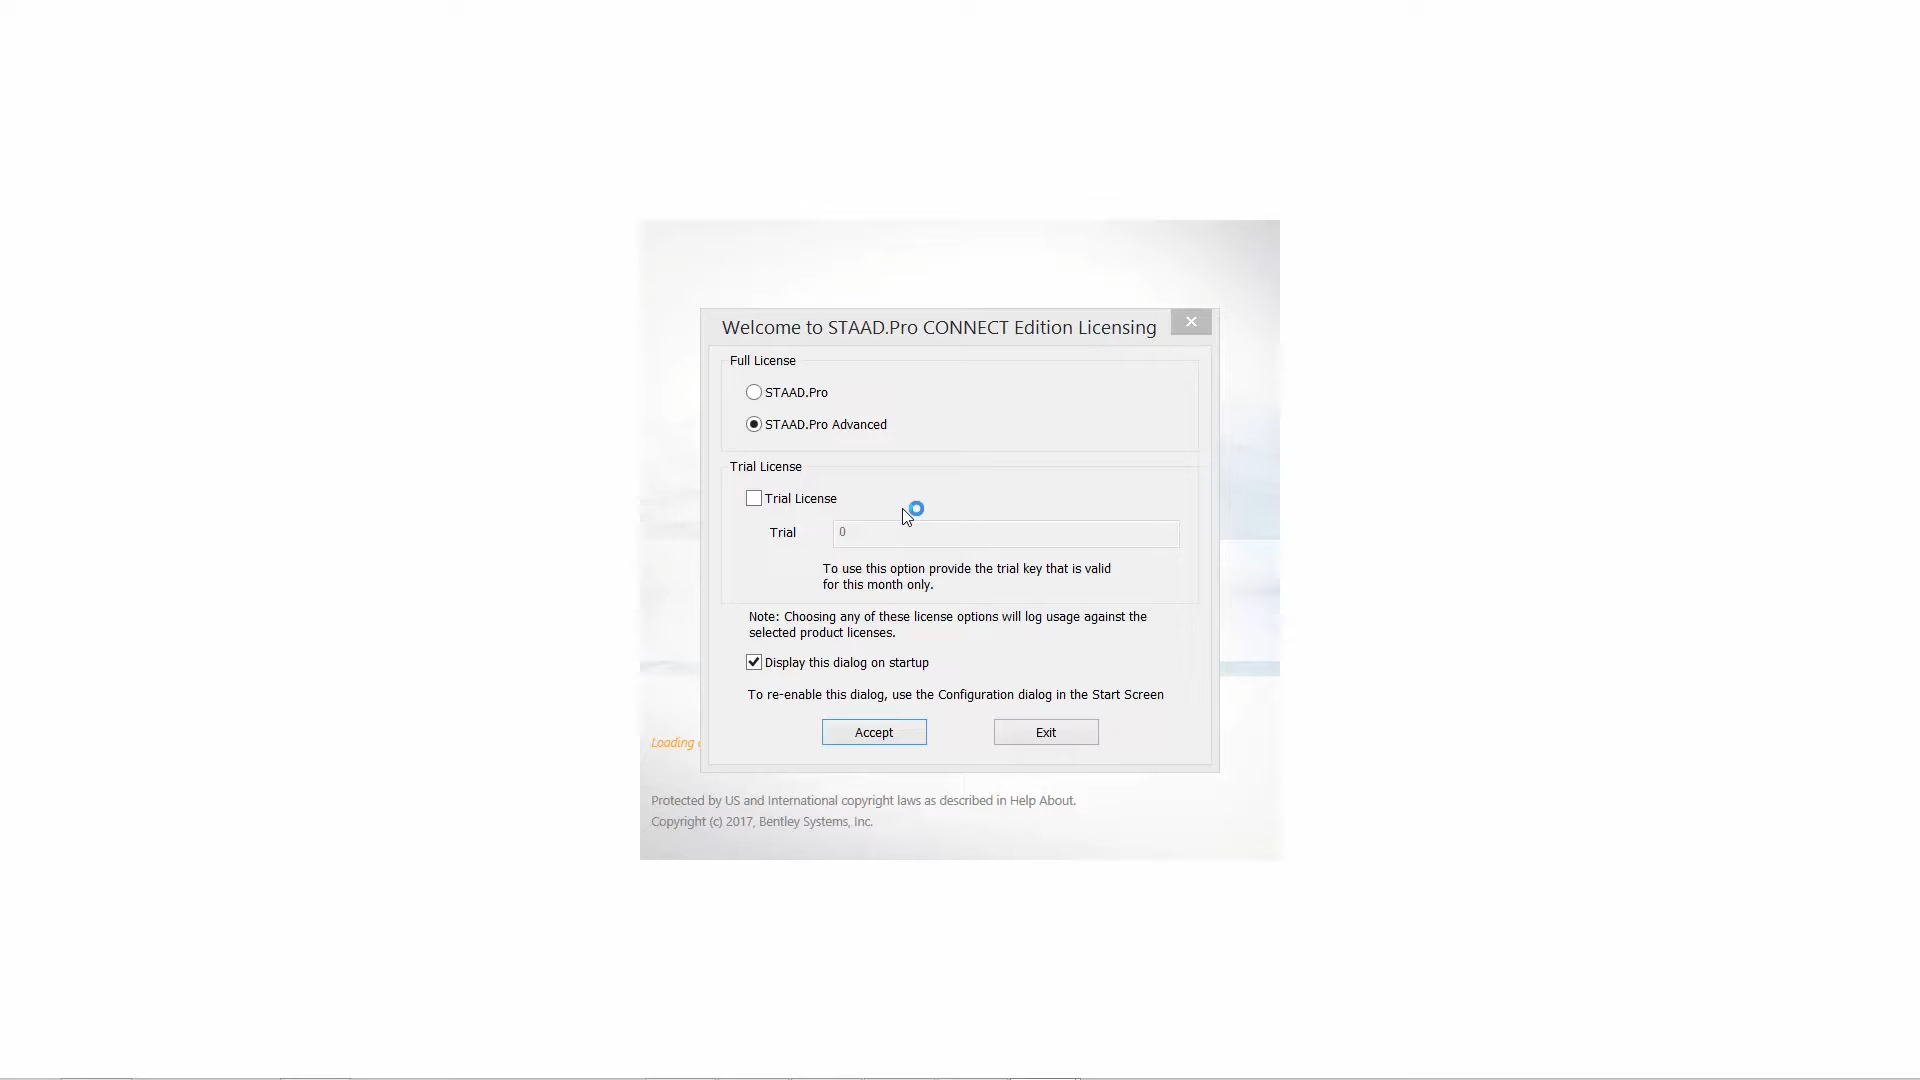 Welcome to STAAD.Pro CONNECT Edition Licensing
Full License
STAAD.Pro
STAAD.Pro Advanced
Trial License
Trial License
Trial
0
To use this option provide the trial key that is valid
for this month only.
Note: Choosing any of these license options will log usage against the
selected product licenses.
Display this dialog on startup
To re-enable this dialog, use the Configuration dialog in the Start Screen
Accept
Exit
Loading
Protected by US and International copyright laws as described in Help About.
Copyright (c) 2017, Bentley Systems, Inc.